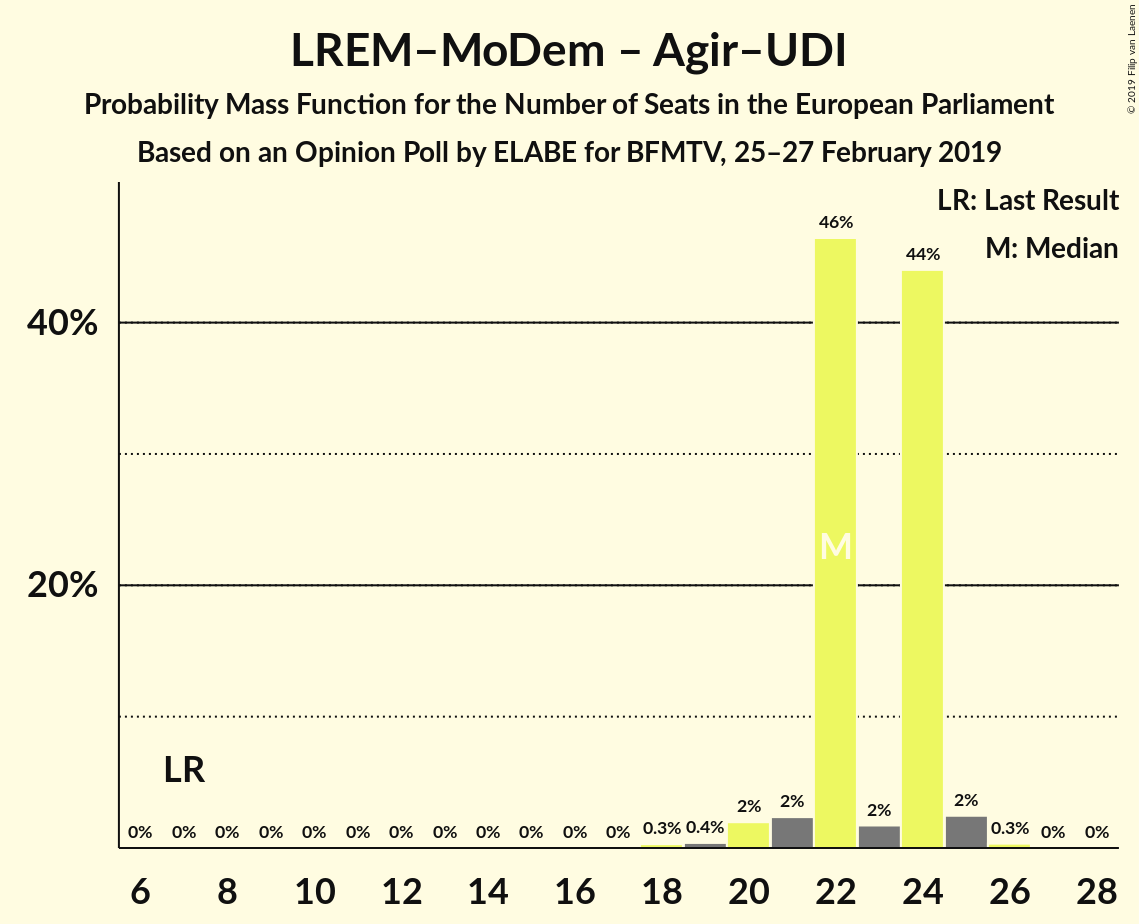 LREM–MoDem – Agir–UDI
Probability Mass Function for the Number of Seats in the European Parliament
Based on an Opinion Poll by ELABE for BFMTV, 25–27 February 2019
© 2019 Filip van Laenen
LR: Last Result
M: Median
46%
44%
40%
M
20%
LR
0% 0% 0% 0% 0% 0% 0% 0% 0% 0% 0% 0% 0.3% 0.4% 2% 2% 2% 2% 0.3% 0% 0%
6 8 10 12 14 16 18 20 22 24 26 28